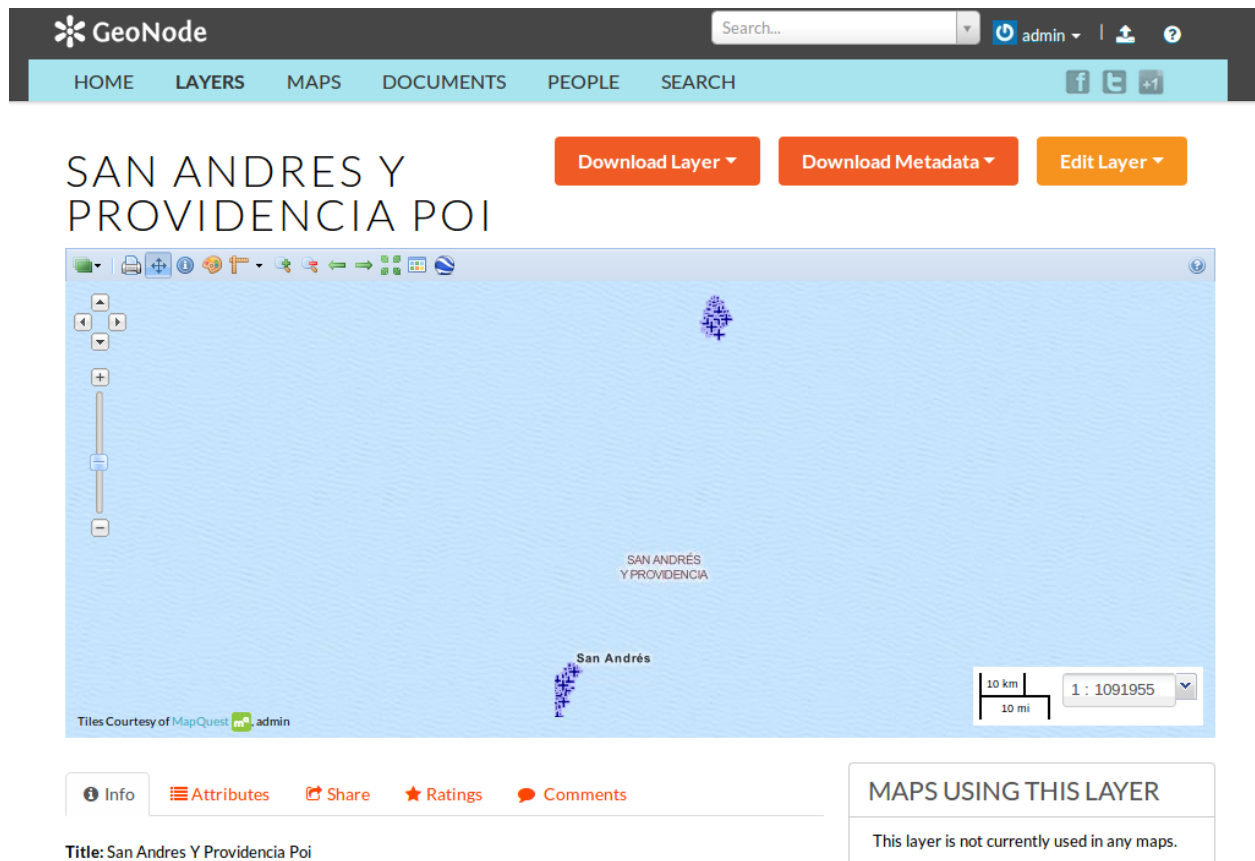 GeoNode
Search...
admin
HOME LAYERS MAPS DOCUMENTS PEOPLE SEARCH
f t +1
SAN ANDRES Y
PROVIDENCIA POI
Download Layer
Download Metadata
Edit Layer
SAN ANDRÉS
Y PROVIDENCIA
San Andrés
10 km
10 mi
1 : 1091955
Tiles Courtesy of MapQuest mq, admin
Info Attributes Share Ratings Comments
Title: San Andres Y Providencia Poi
MAPS USING THIS LAYER
This layer is not currently used in any maps.